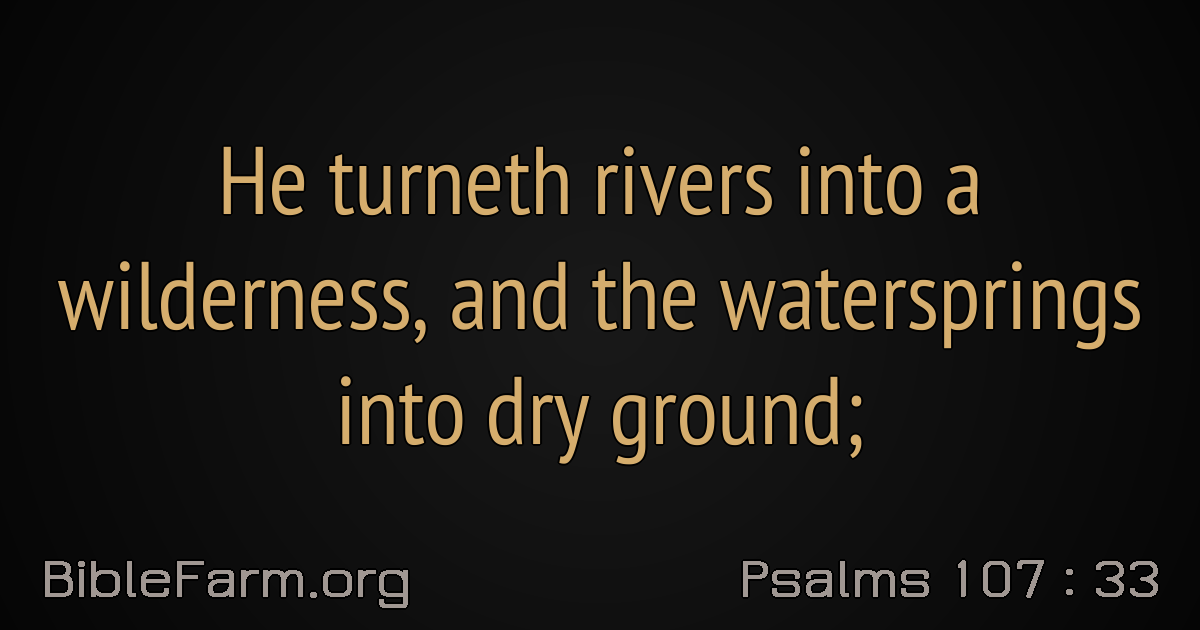 He turneth rivers into a
wilderness, and the watersprings
into dry ground;
BibleFarm.org
Psalms 107 : 33